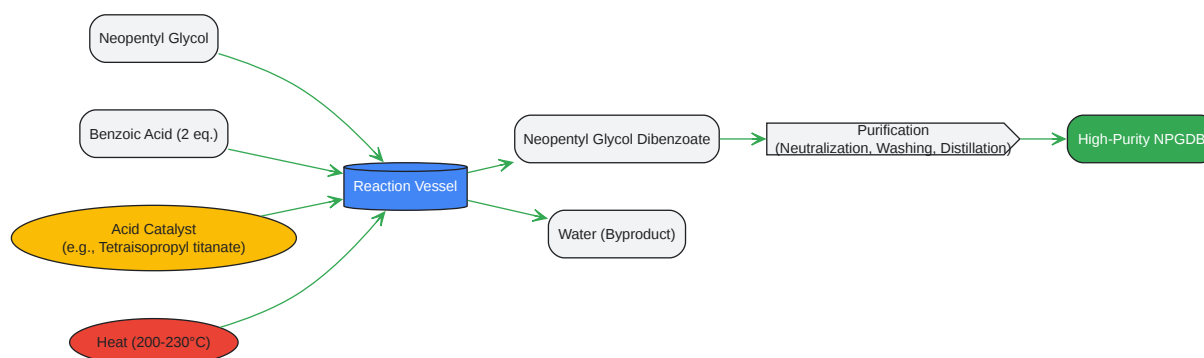 Neopentyl Glycol
Benzoic Acid (2 eq.)
Acid Catalyst
(e.g., Tetraisopropyl titanate)
Heat (200-230°C)
Reaction Vessel
Neopentyl Glycol Dibenzoate
Water (Byproduct)
Purification
(Neutralization, Washing, Distillation)
High-Purity NPGDB